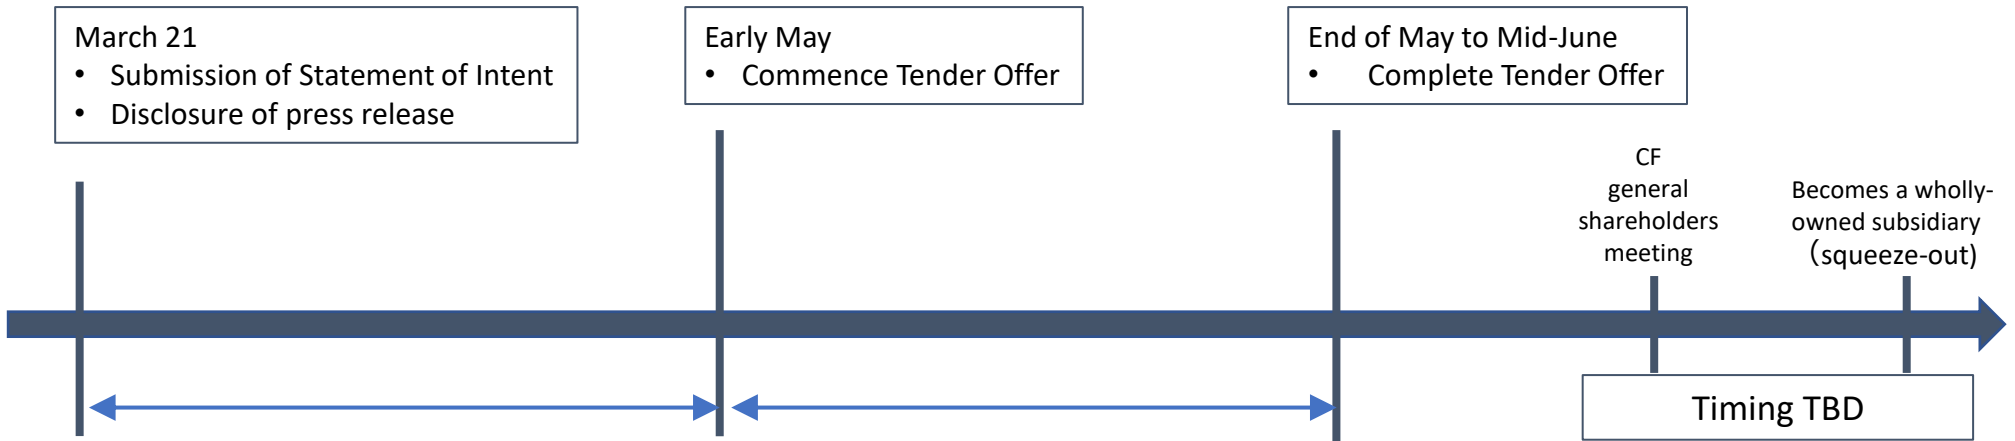 March 21
• Submission of Statement of Intent
• Disclosure of press release
Early May
• Commence Tender Offer
End of May to Mid-June
• Complete Tender Offer
CF
general
shareholders
meeting
Becomes a wholly-
owned subsidiary
（squeeze-out)
Timing TBD